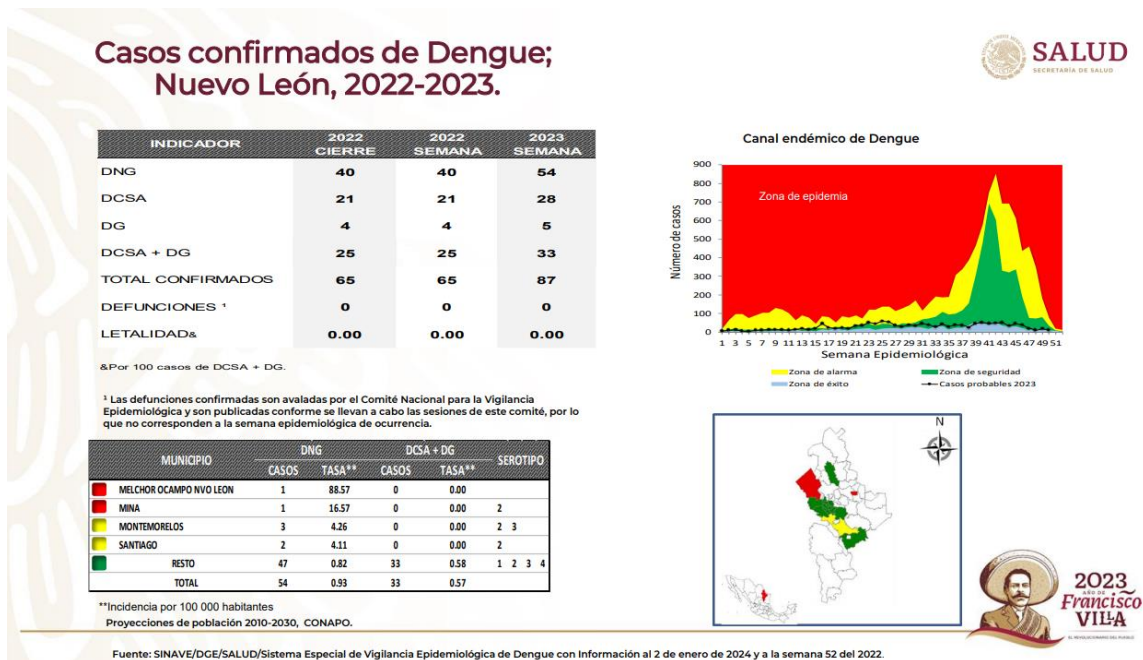 Casos confirmados de Dengue;
Nuevo León, 2022-2023.
SALUD
SECRETARÍA DE SALUD
INDICADOR 2022 CIERRE 2022 SEMANA 2023 SEMANA
DNG 40 40 54
DCSA 21 21 28
DG 4 4 5
DCSA + DG 25 25 33
TOTAL CONFIRMADOS 65 65 87
DEFUNCIONES ¹ 0 0 0
LETALIDAD& 0.00 0.00 0.00
&Por 100 casos de DCSA + DG.
¹ Las defunciones confirmadas son avaladas por el Comité Nacional para la Vigilancia
Epidemiológica y son publicadas conforme se llevan a cabo las sesiones de este comité, por lo
que no corresponden a la semana epidemiológica de ocurrencia.
MUNICIPIO DNG DCSA + DG SEROTIPO
CASOS TASA** CASOS TASA**
MELCHOR OCAMPO NVO LEON 1 88.57 0 0.00
MINA 1 16.57 0 0.00 2
MONTEMORELOS 3 4.26 0 0.00 2 3
SANTIAGO 2 4.11 0 0.00 2
RESTO 47 0.82 33 0.58 1 2 3 4
TOTAL 54 0.93 33 0.57
**Incidencia por 100 000 habitantes
Proyecciones de población 2010-2030, CONAPO.
Canal endémico de Dengue
Número de casos
900
800
700
600
500
400
300
200
100
0
Zona de epidemia
1 3 5 7 9 11 13 15 17 19 21 23 25 27 29 31 33 35 37 39 41 43 45 47 49 51
Semana Epidemiológica
Zona de alarma Zona de seguridad
Zona de éxito Casos probables 2023
N
2023
AÑO DE
Francisco
VILLA
EL REVOLUCIONARIO DEL PUEBLO
Fuente: SINAVE/DGE/SALUD/Sistema Especial de Vigilancia Epidemiológica de Dengue con Información al 2 de enero de 2024 y a la semana 52 del 2022.